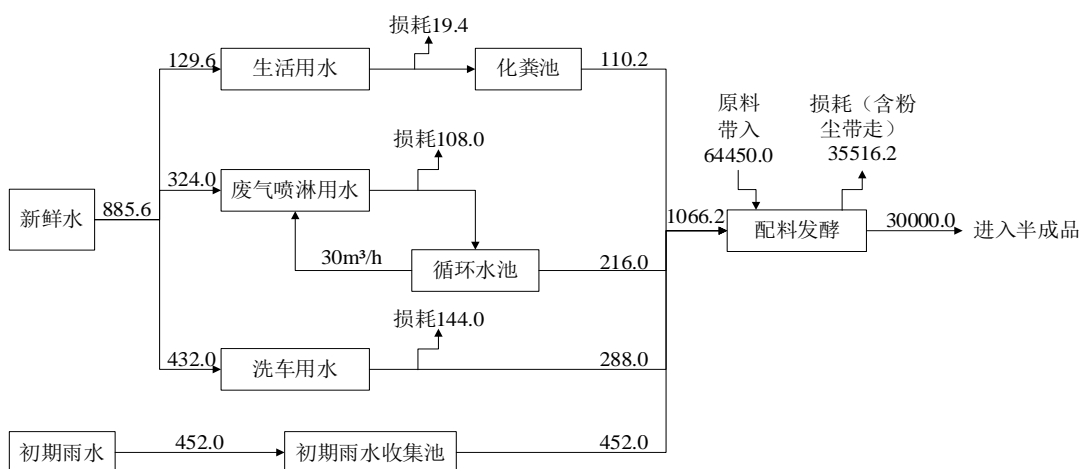 损耗19.4
129.6
生活用水
化粪池
110.2
原料
带入
64450.0
损耗（含粉
尘带走）
35516.2
损耗108.0
新鲜水
885.6
324.0
废气喷淋用水
1066.2
配料发酵
30000.0
进入半成品
30m³/h
循环水池
216.0
损耗144.0
432.0
洗车用水
288.0
初期雨水
452.0
初期雨水收集池
452.0